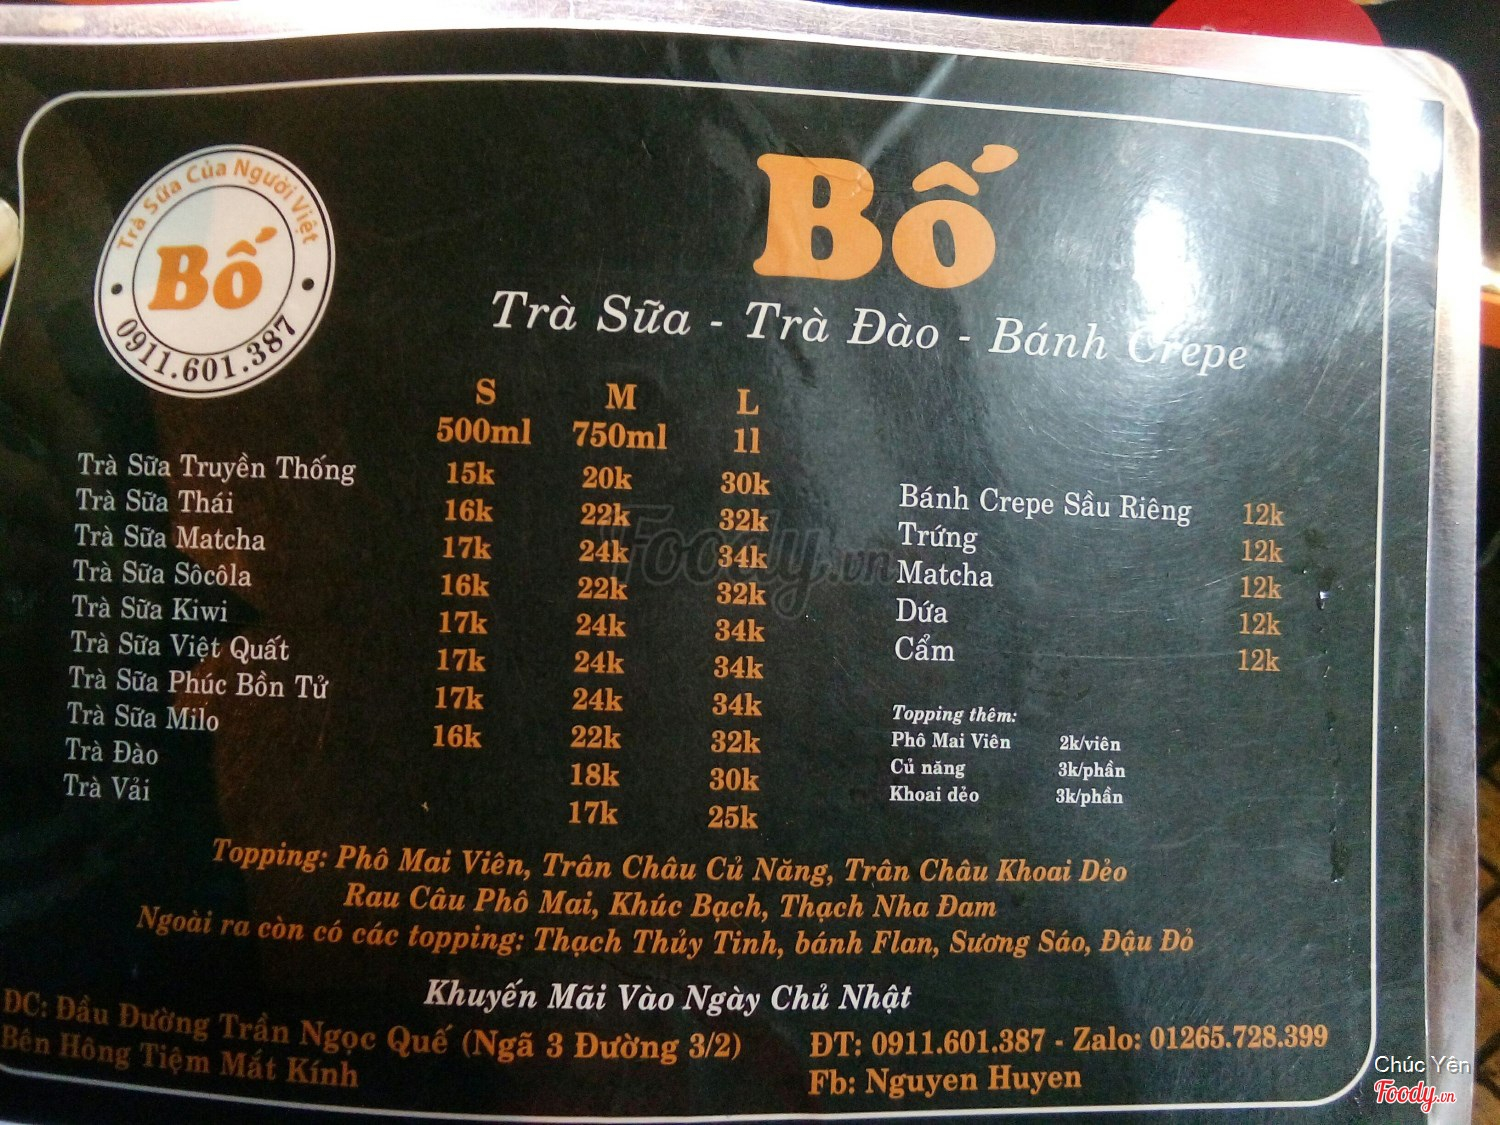 Trà Sữa Của Người Việt
Bố
0911.601.387
Bố
Trà Sữa - Trà Đào - Bánh Crepe
S M L
500ml 750ml 1l
Trà Sữa Truyền Thống 15k 20k 30k
Trà Sữa Thái 16k 22k 32k
Trà Sữa Matcha 17k 24k 34k
Trà Sữa Sôcôla 16k 22k 32k
Trà Sữa Kiwi 17k 24k 34k
Trà Sữa Việt Quất 17k 24k 34k
Trà Sữa Phúc Bồn Tử 17k 24k 34k
Trà Sữa Milo 16k 22k 32k
Trà Đào 18k 30k
Trà Vải 17k 25k
Bánh Crepe Sầu Riêng 12k
Trứng 12k
Matcha 12k
Dứa 12k
Cẩm 12k
Topping thêm:
Phô Mai Viên 2k/viên
Củ năng 3k/phần
Khoai dẻo 3k/phần
Topping: Phô Mai Viên, Trân Châu Củ Năng, Trân Châu Khoai Dẻo
Rau Câu Phô Mai, Khúc Bạch, Thạch Nha Đam
Ngoài ra còn có các topping: Thạch Thủy Tinh, bánh Flan, Sương Sáo, Đậu Đỏ
Khuyến Mãi Vào Ngày Chủ Nhật
ĐC: Đầu Đường Trần Ngọc Quế (Ngã 3 Đường 3/2)
Bên Hông Tiệm Mắt Kính
ĐT: 0911.601.387 - Zalo: 01265.728.399
Fb: Nguyen Huyen
Foody.vn
Chúc Yên
Foody.vn